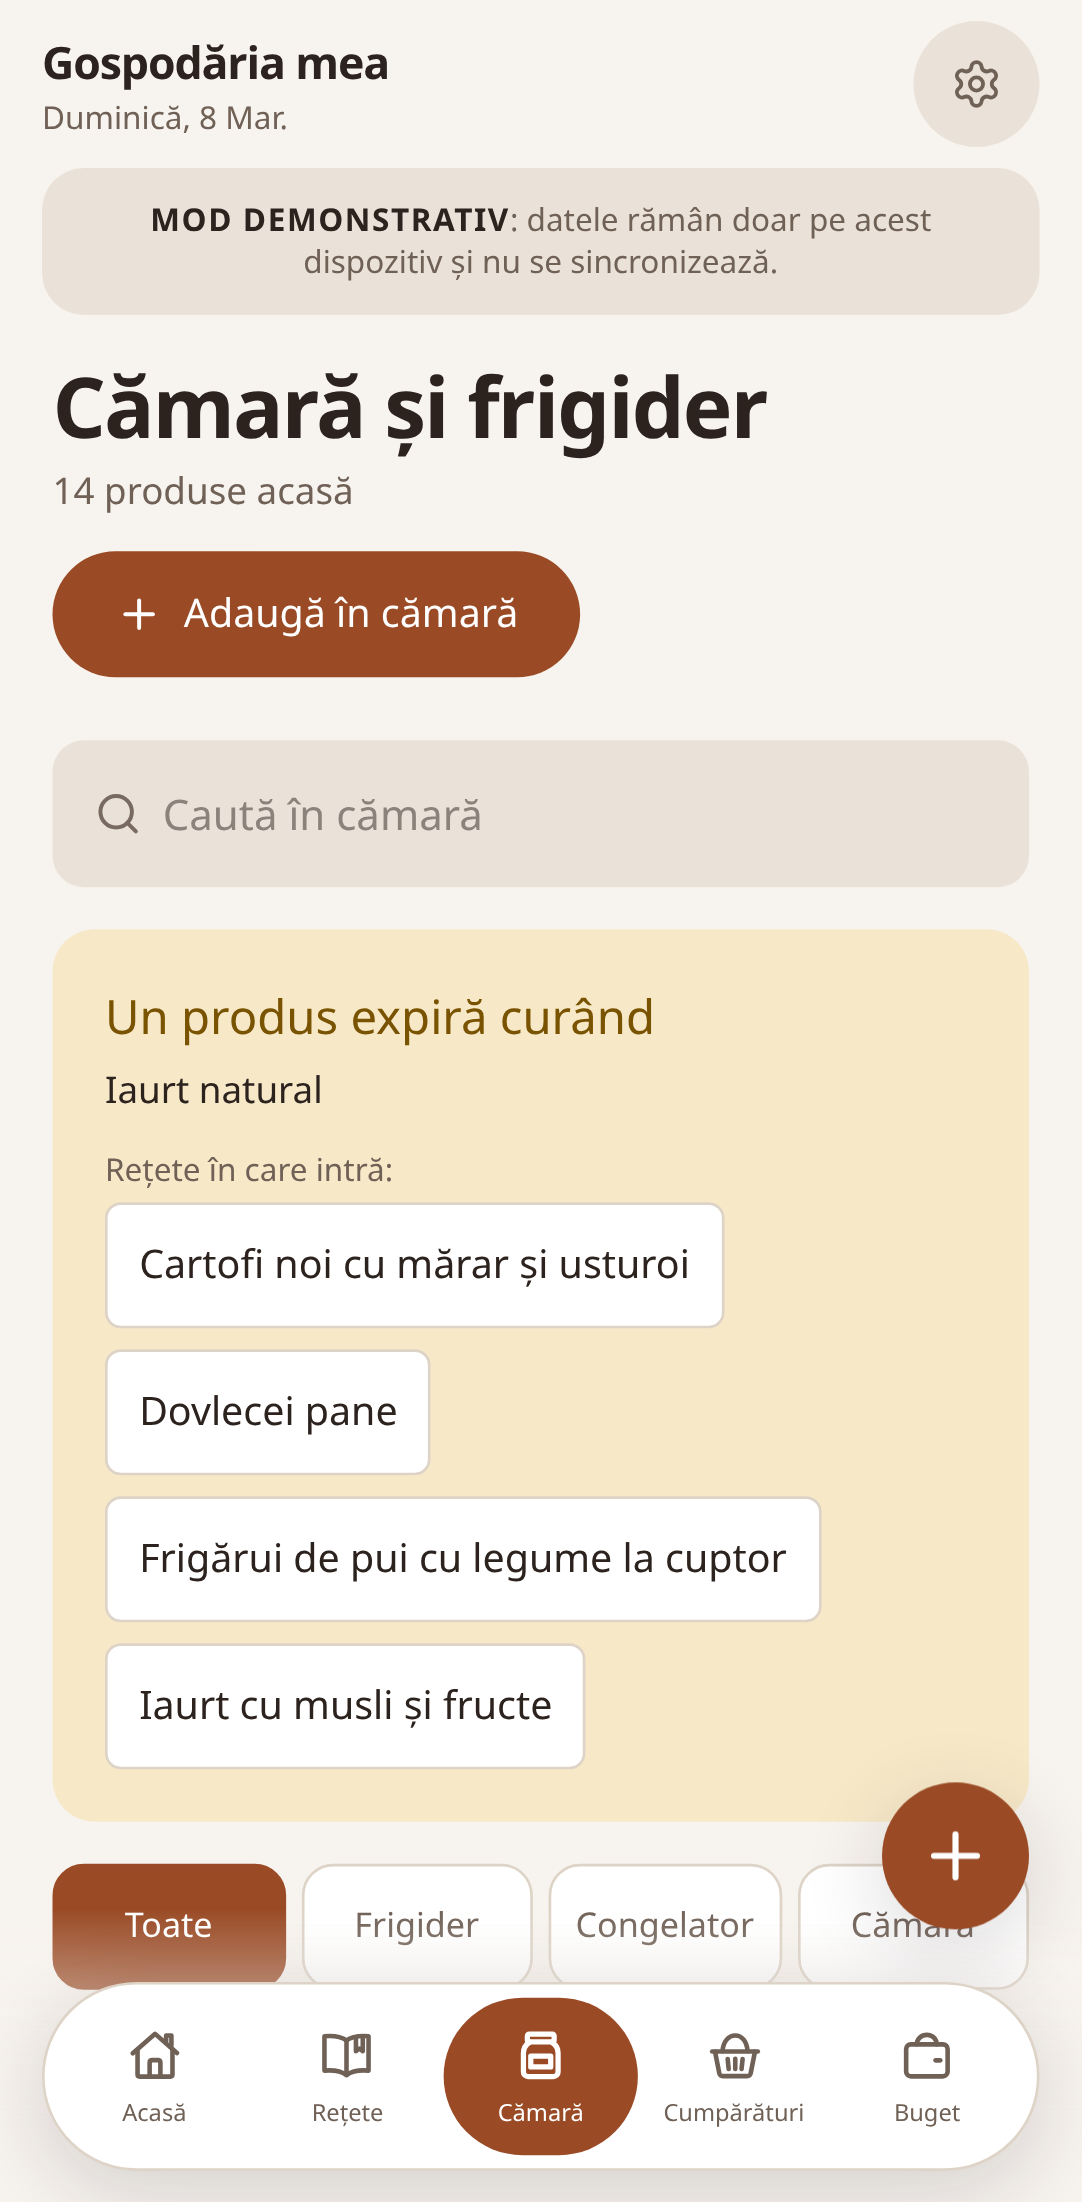 Gospodăria mea
Duminică, 8 Mar.
MOD DEMONSTRATIV: datele rămân doar pe acest
dispozitiv și nu se sincronizează.
Cămară și frigider
14 produse acasă
Adaugă în cămară
Caută în cămară
Un produs expiră curând
Iaurt natural
Rețete în care intră:
Cartofi noi cu mărar și usturoi
Dovlecei pane
Frigărui de pui cu legume la cuptor
Iaurt cu musli și fructe
Toate
Frigider
Congelator
Cămară
Acasă
Rețete
Cămară
Cumpărături
Buget